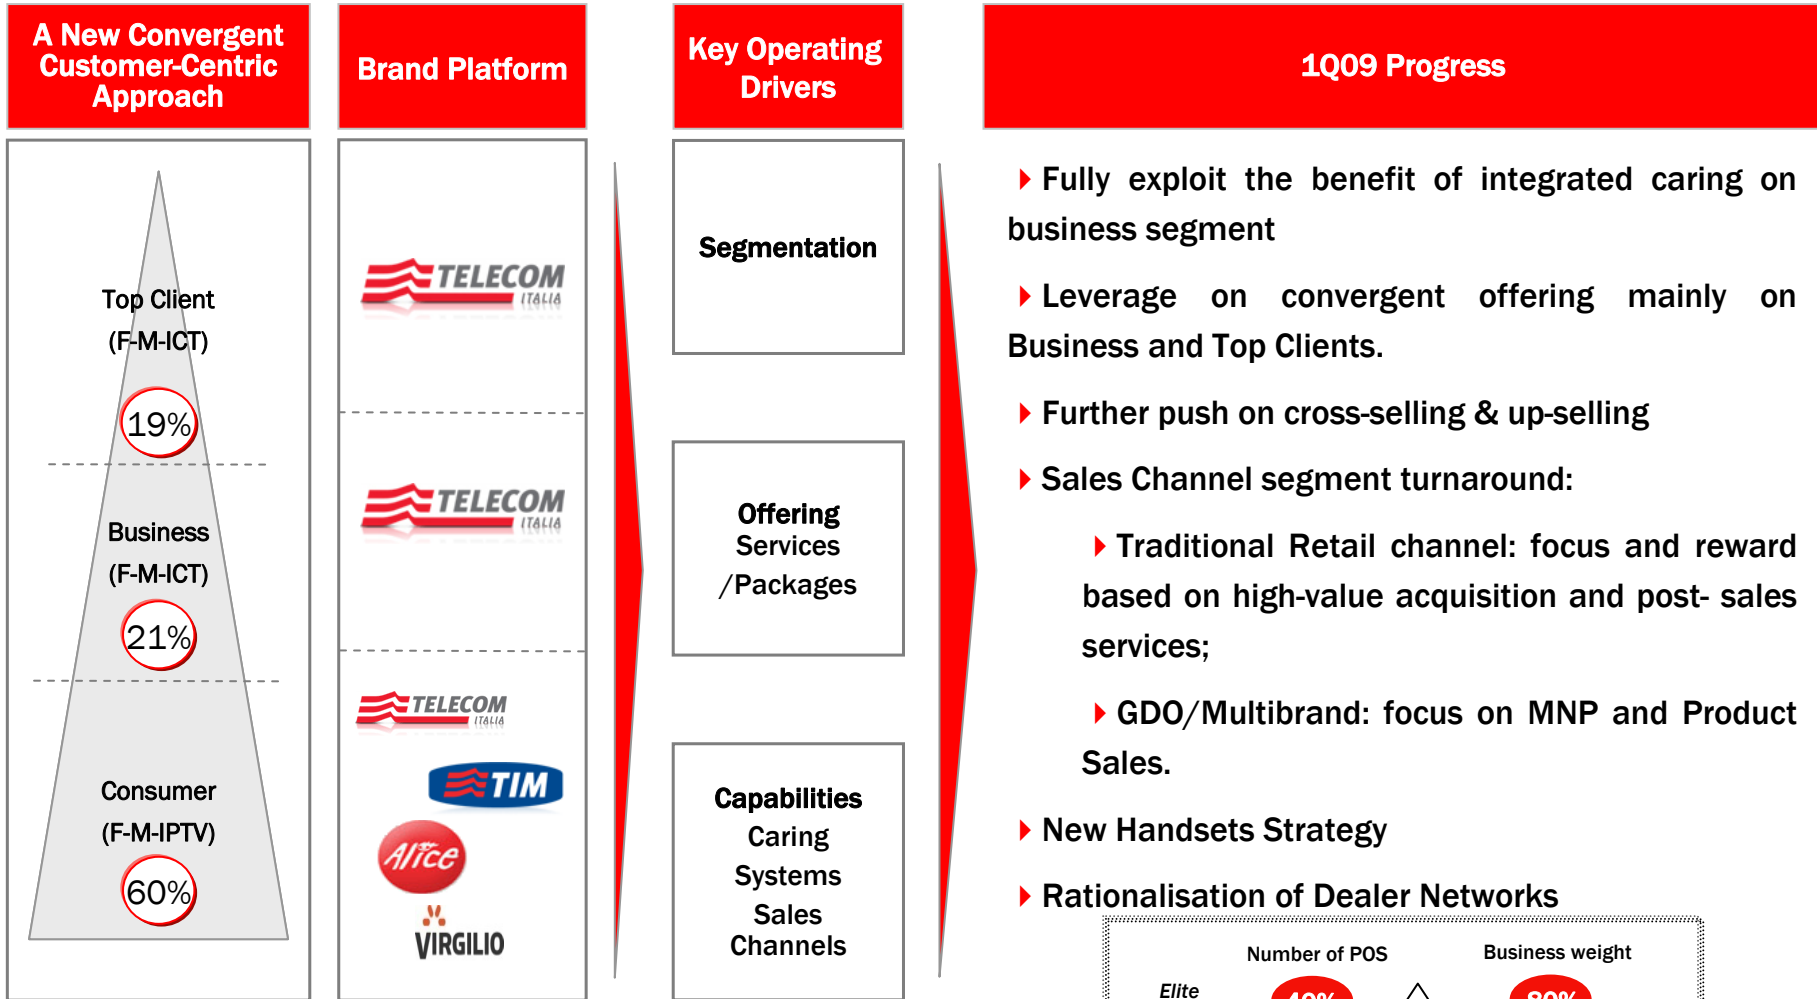 A New Convergent
Customer-Centric
Approach
Brand Platform
Key Operating
Drivers
1Q09 Progress
Top Client
(F-M-ICT)
19%
Business
(F-M-ICT)
21%
Consumer
(F-M-IPTV)
60%
TELECOM
ITALIA
TELECOM
ITALIA
TELECOM
ITALIA
TIM
Alice
VIRGILIO
Segmentation
Offering
Services
/Packages
Capabilities
Caring
Systems
Sales
Channels
Fully exploit the benefit of integrated caring on
business segment
Leverage on convergent offering mainly on
Business and Top Clients.
Further push on cross-selling & up-selling
Sales Channel segment turnaround:
Traditional Retail channel: focus and reward
based on high-value acquisition and post- sales
services;
GDO/Multibrand: focus on MNP and Product
Sales.
New Handsets Strategy
Rationalisation of Dealer Networks
Number of POS
Business weight
Elite
40%
80%